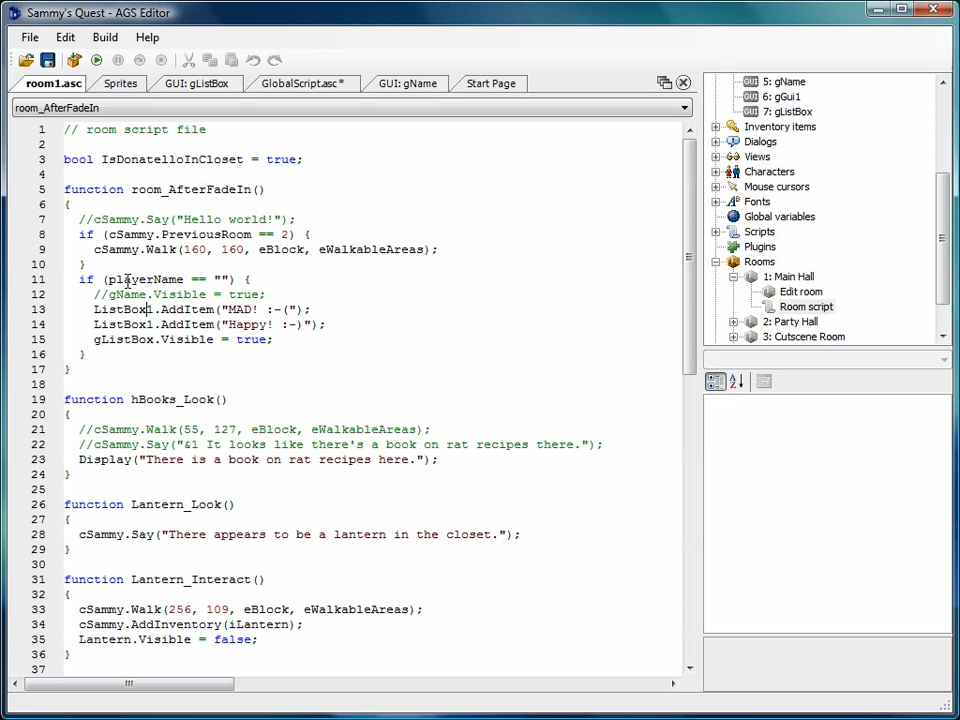 Sammy's Quest - AGS Editor
File Edit Build Help
room1.asc Sprites GUI: gListBox GlobalScript.asc * GUI: gName Start Page
room_AfterFadeIn
1 // room script file
2
3 bool IsDonatelloInCloset = true;
4
5 function room_AfterFadeIn()
6 {
7 //cSammy.Say("Hello world!");
8 if (cSammy.PreviousRoom == 2) {
9 cSammy.Walk(160, 160, eBlock, eWalkableAreas);
10 }
11 if (playerName == "") {
12 //gName.Visible = true;
13 ListBox1.AddItem("MAD! :-(");
14 ListBox1.AddItem("Happy! :-)");
15 gListBox.Visible = true;
16 }
17 }
18
19 function hBooks_Look()
20 {
21 //cSammy.Walk(55, 127, eBlock, eWalkableAreas);
22 //cSammy.Say("&1 It looks like there's a book on rat recipes there.");
23 Display("There is a book on rat recipes here.");
24 }
25
26 function Lantern_Look()
27 {
28 cSammy.Say("There appears to be a lantern in the closet.");
29 }
30
31 function Lantern_Interact()
32 {
33 cSammy.Walk(256, 109, eBlock, eWalkableAreas);
34 cSammy.AddInventory(iLantern);
35 Lantern.Visible = false;
36 }
37
GUI 5: gName
GUI 6: gGui1
GUI 7: gListBox
Inventory items
Dialogs
Views
Characters
Mouse cursors
Fonts
Global variables
Scripts
Plugins
Rooms
1: Main Hall
Edit room
Room script
2: Party Hall
3: Cutscene Room